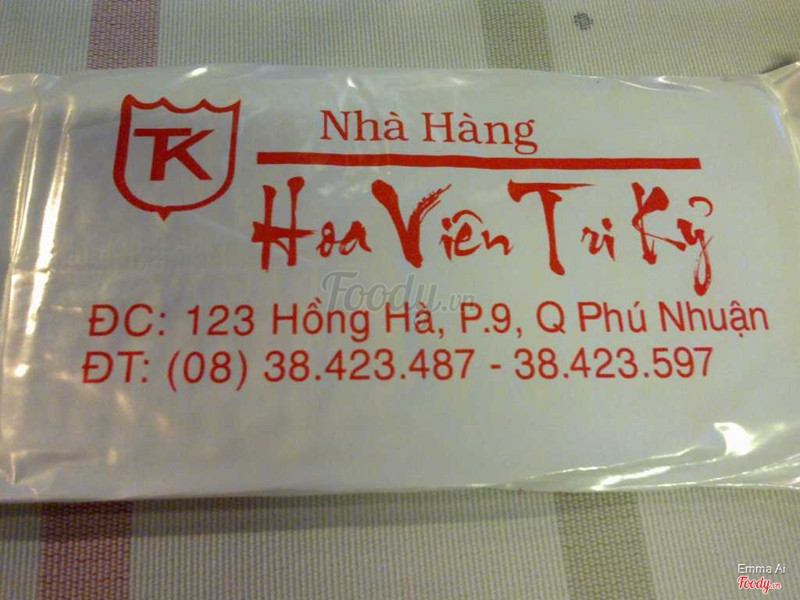 TK
Nhà Hàng
Hoa Viên Tri Kỷ
Foody.vn
ĐC: 123 Hồng Hà, P.9, Q Phú Nhuận
ĐT: (08) 38.423.487 - 38.423.597
Emma Ai
Foody.vn